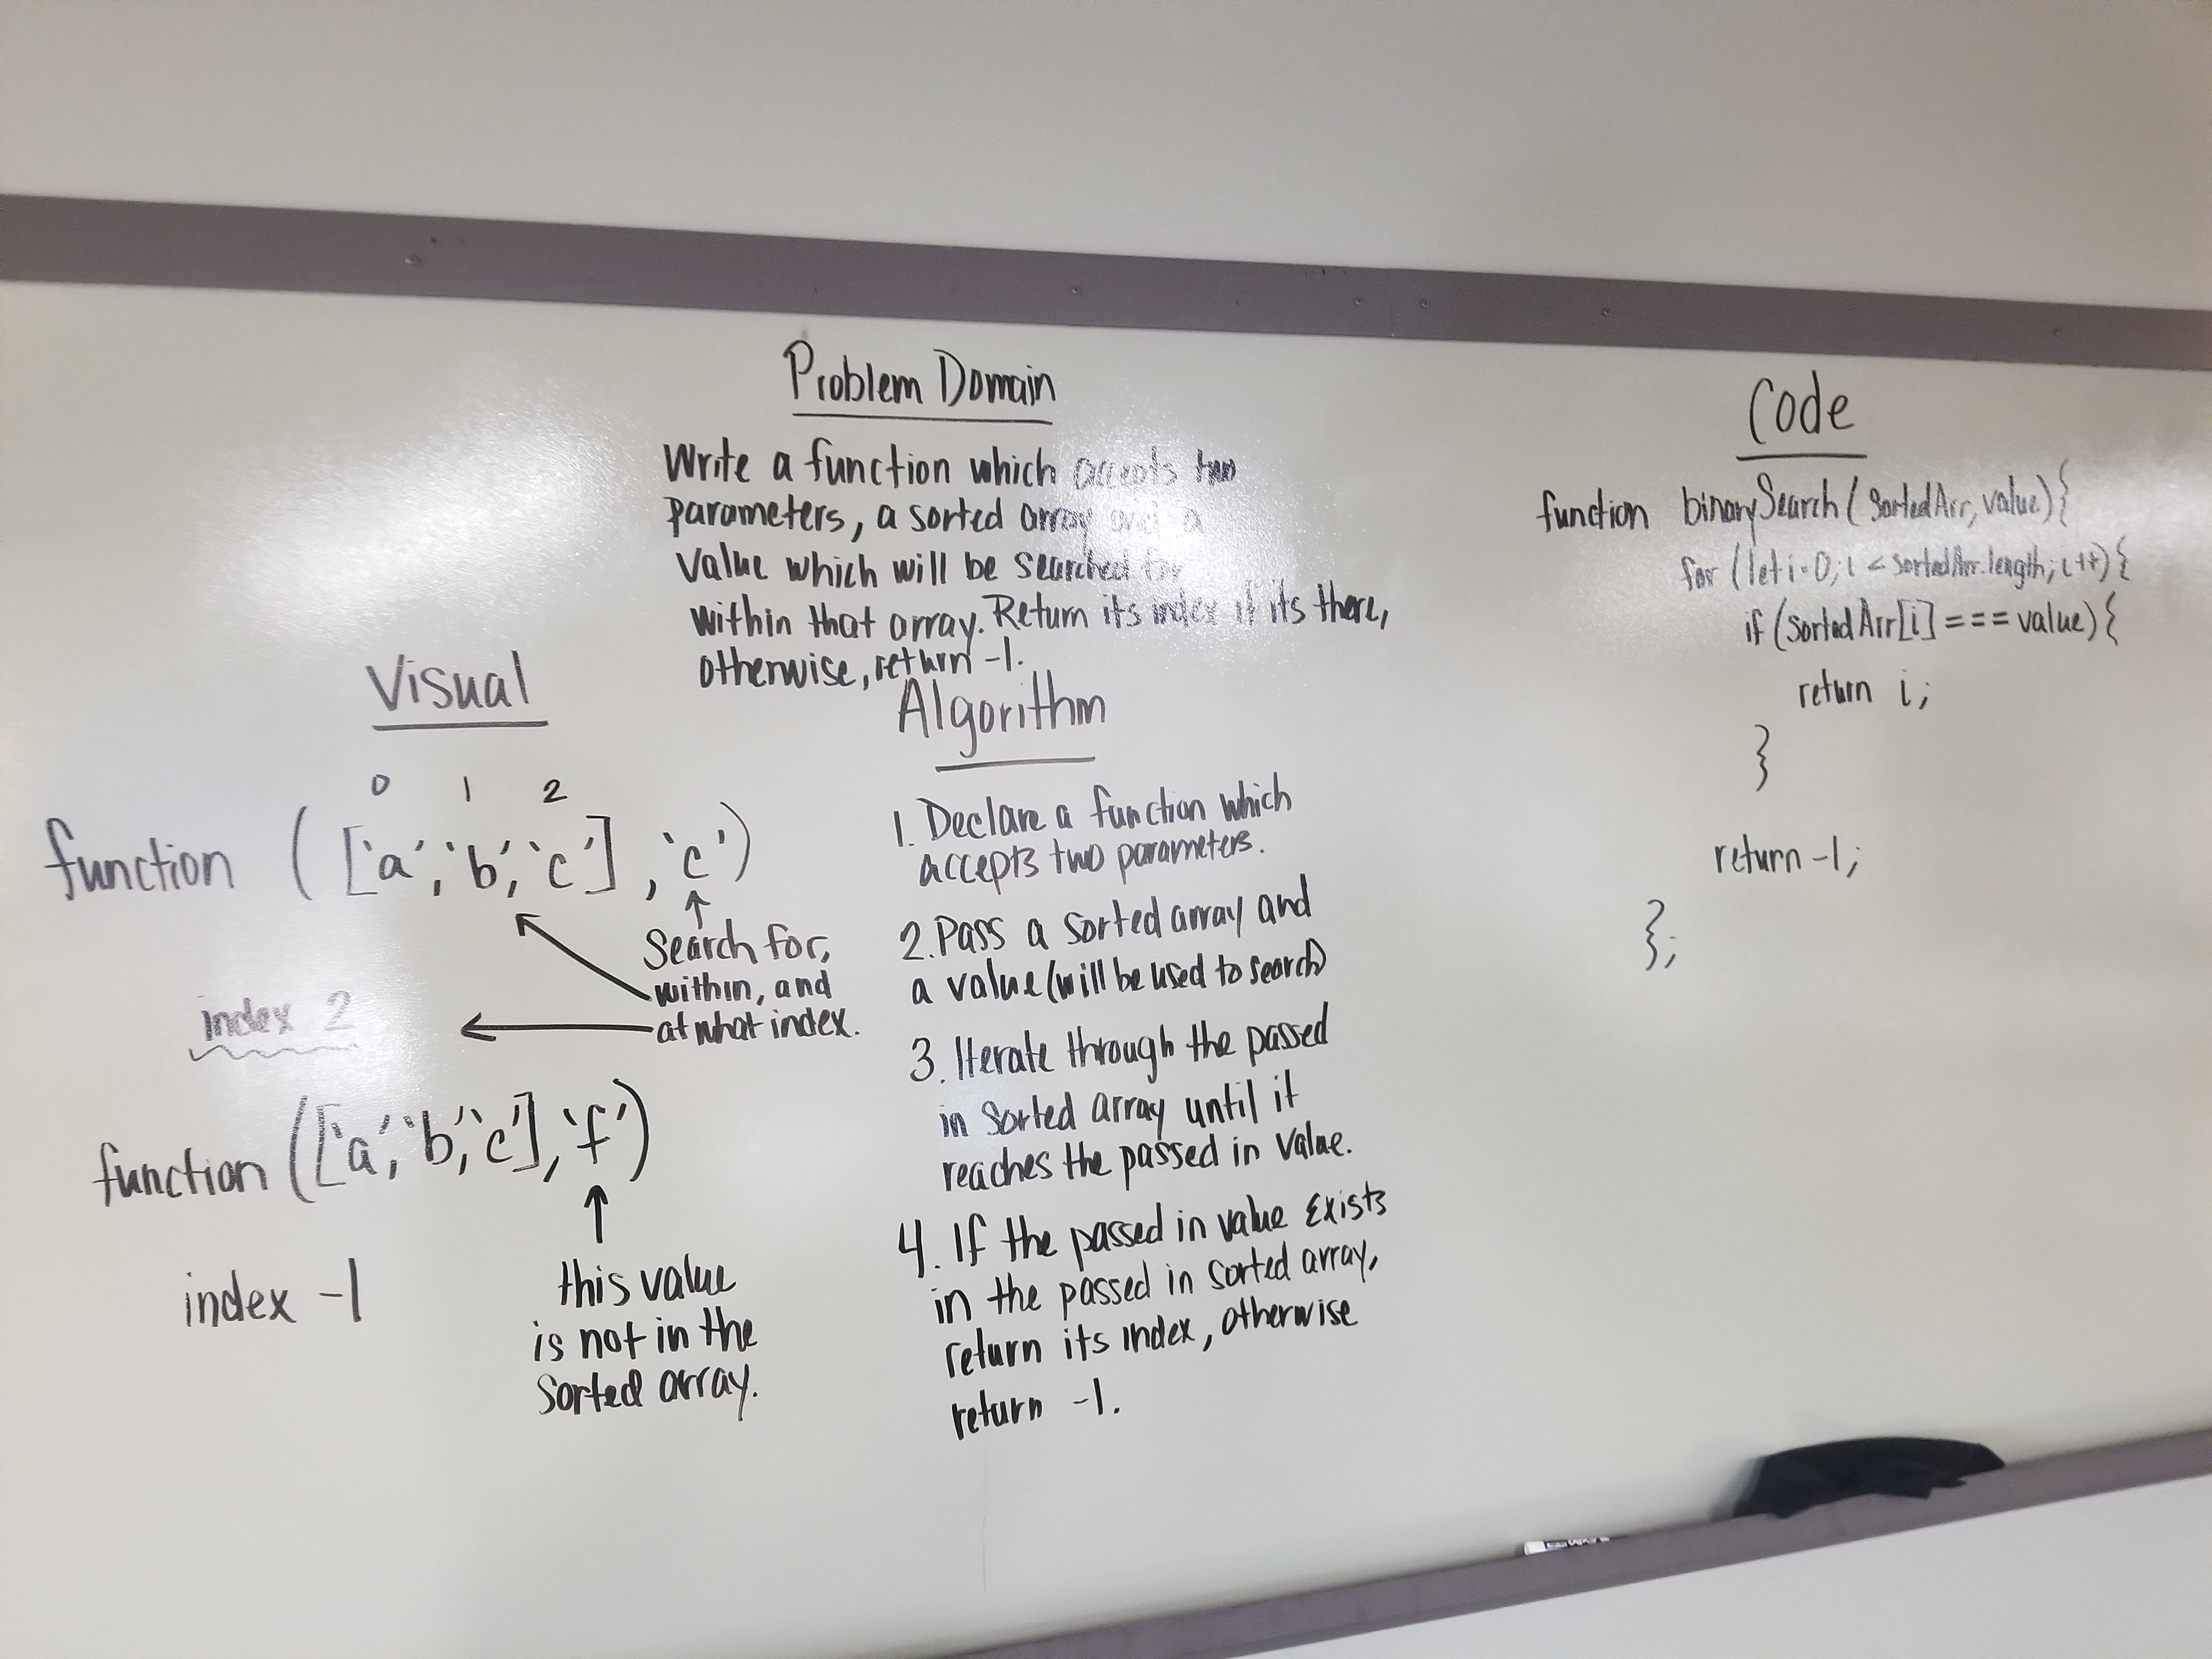 Problem Domain
Write a function which accepts two
parameters, a sorted array and a
value which will be searched for
within that array. Return its index if its there,
otherwise, return -1.
Visual
0 1 2
function (['a','b','c'], 'c')
Search for,
within, and
at what index.
index 2
function (['a','b','c'],'f')
index -1
this value
is not in the
sorted array.
Algorithm
1. Declare a function which
accepts two parameters.
2. Pass a sorted array and
a value (will be used to search)
3. Iterate through the passed
in sorted array until it
reaches the passed in value.
4. If the passed in value exists
in the passed in sorted array,
return its index, otherwise
return -1.
Code
function binarySearch (sortedArr, value) {
for (let i=0; i < sortedArr.length; i++) {
if (sortedArr[i] === value) {
return i;
}
return -1;
};